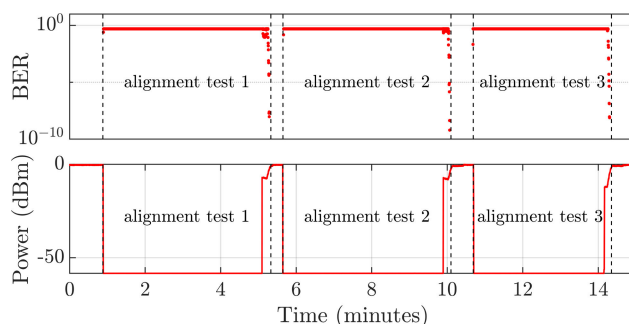 10^0
BER
alignment test 1 alignment test 2 alignment test 3
10^-10
0
Power (dBm)
alignment test 1 alignment test 2 alignment test 3
-50
0 2 4 6 8 10 12 14
Time (minutes)